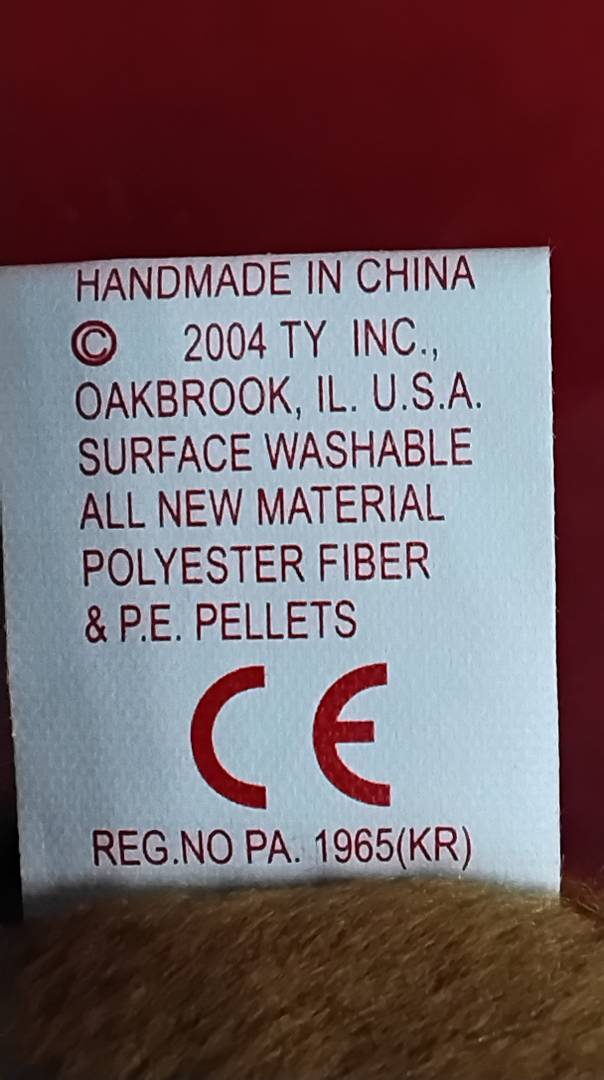 HANDMADE IN CHINA
© 2004 TY INC.,
OAKBROOK, IL. U.S.A.
SURFACE WASHABLE
ALL NEW MATERIAL
POLYESTER FIBER
& P.E. PELLETS
CE
REG.NO PA. 1965(KR)